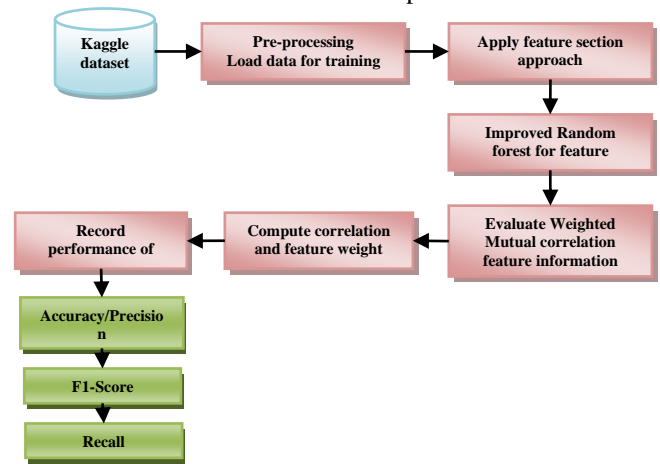 Kaggle
dataset
Pre-processing
Load data for training
Apply feature section
approach
Improved Random
forest for feature
Evaluate Weighted
Mutual correlation
feature information
Compute correlation
and feature weight
Record
performance of
Accuracy/Precisio
n
F1-Score
Recall